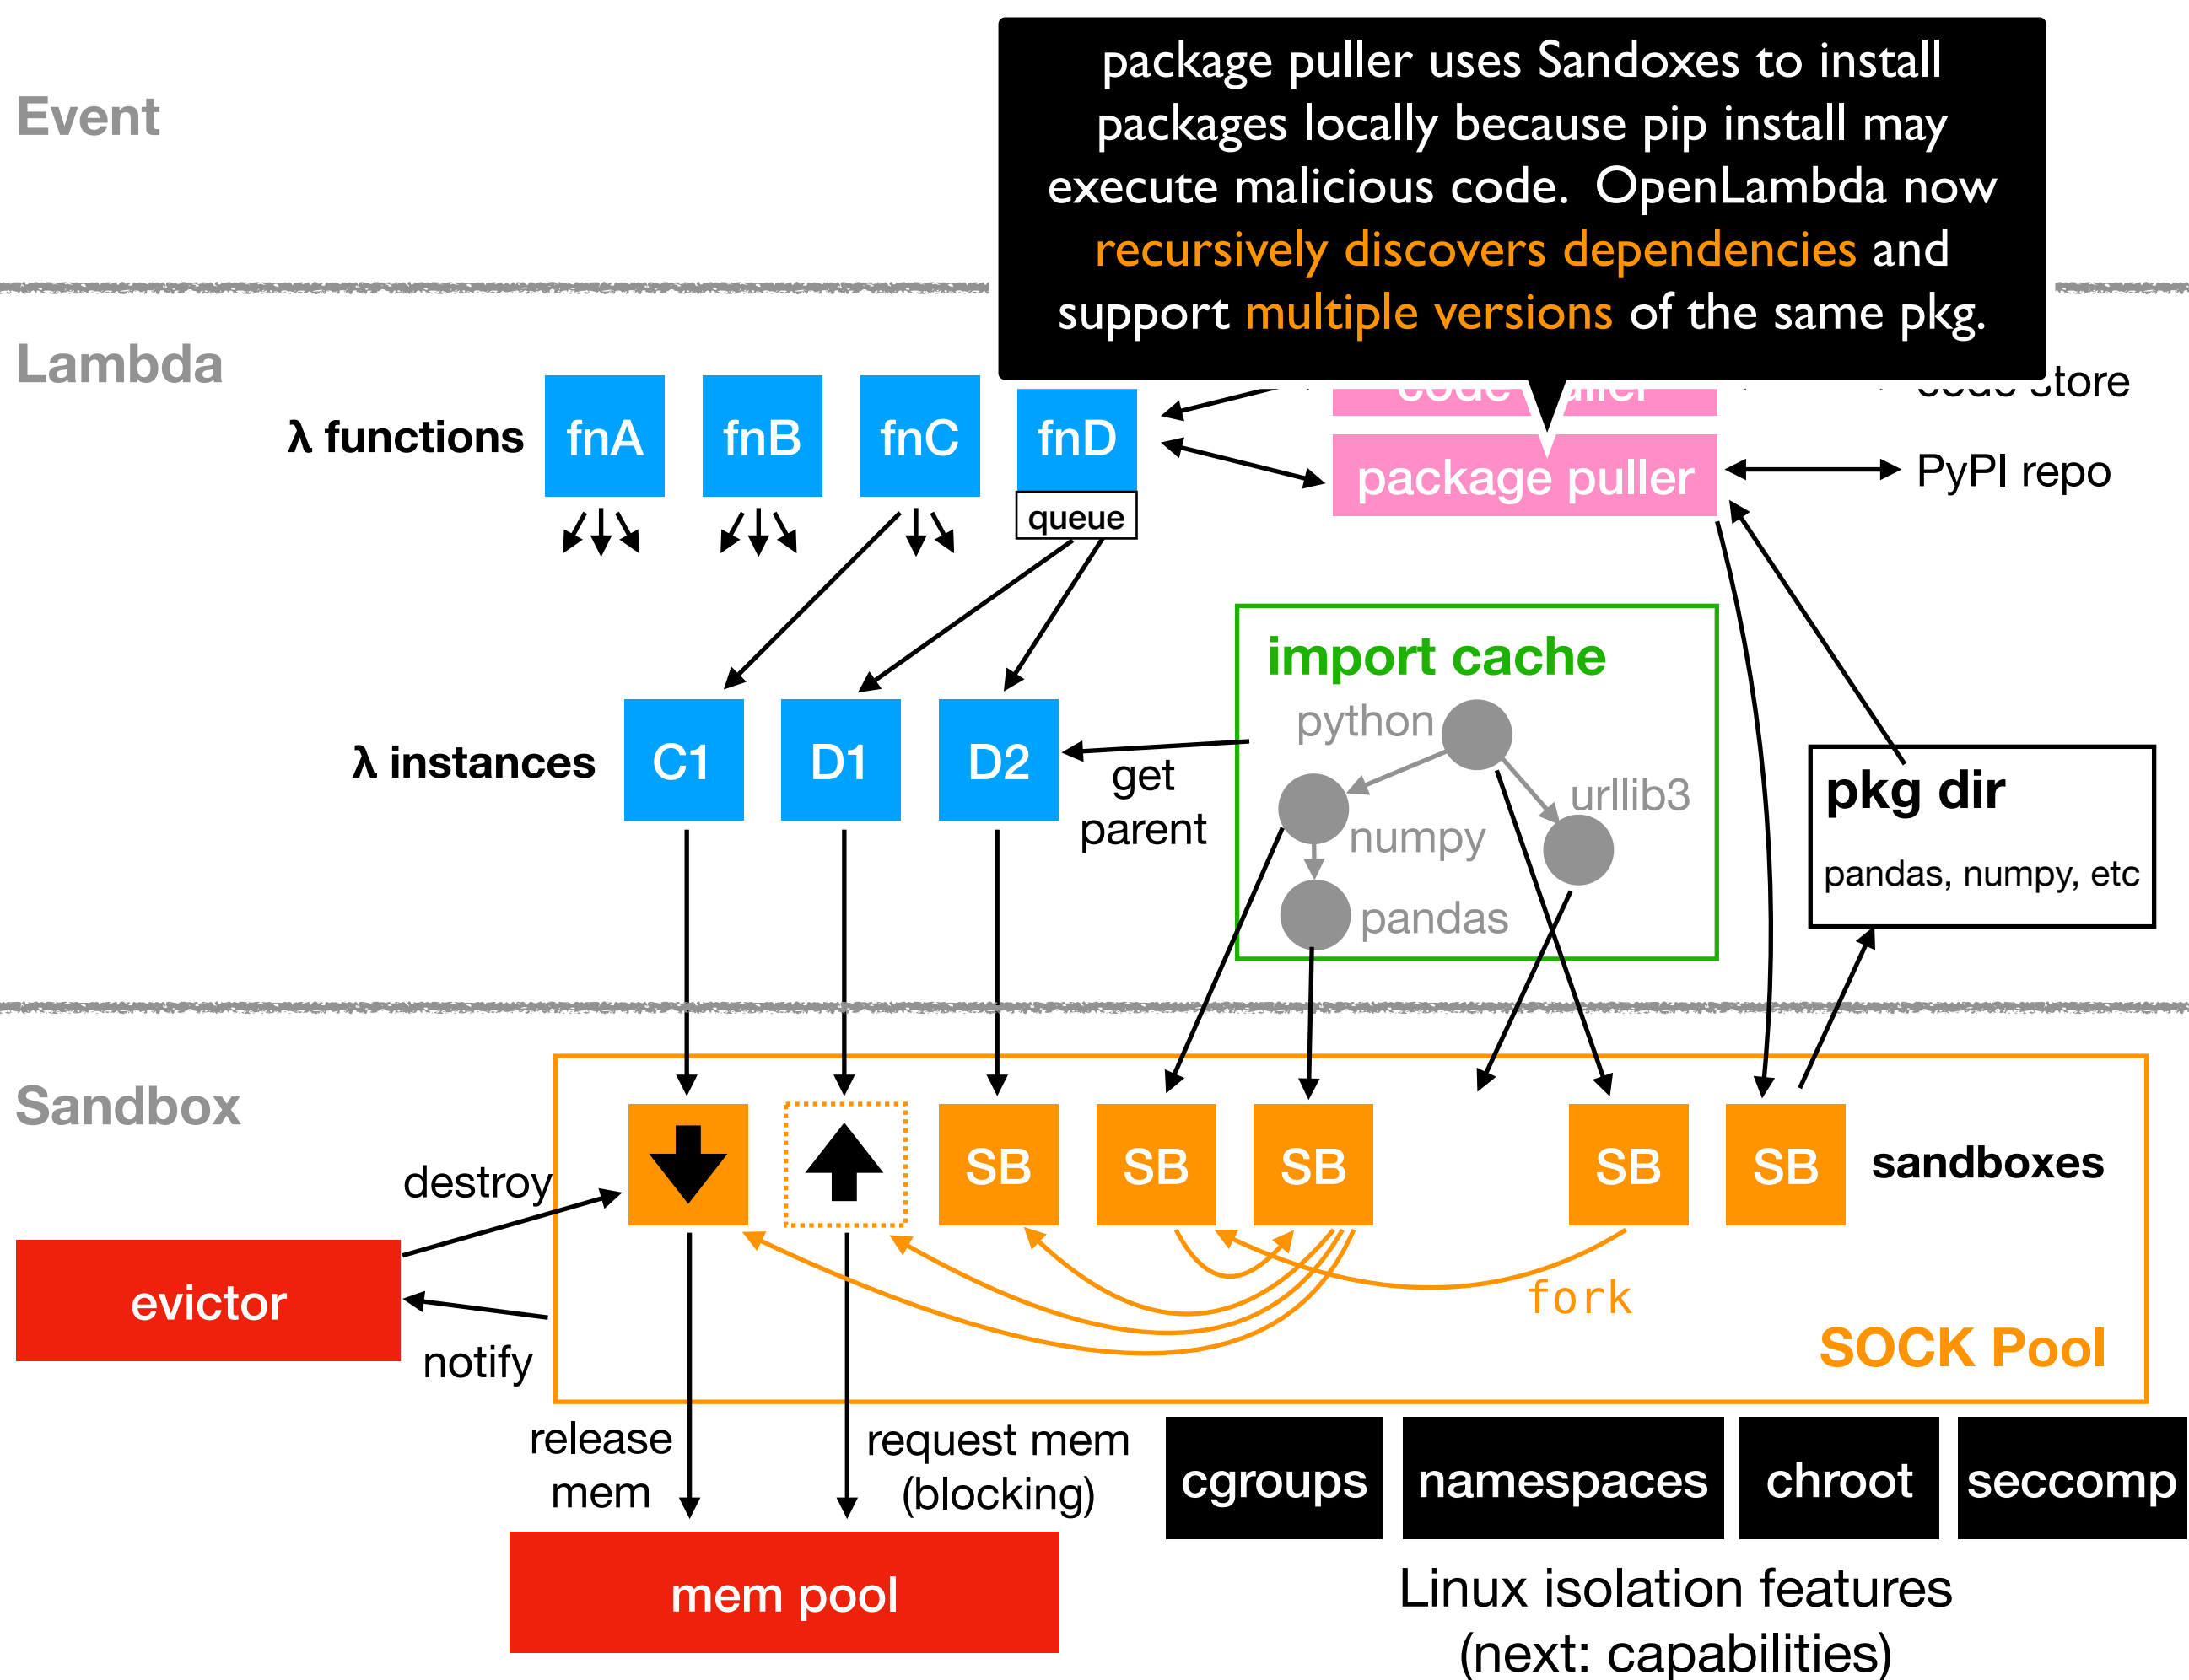 package puller uses Sandoxes to install
packages locally because pip install may
execute malicious code. OpenLambda now
recursively discovers dependencies and
support multiple versions of the same pkg.
Event
Lambda
λ functions
fnA
fnB
fnC
fnD
queue
code puller
code store
package puller
PyPI repo
import cache
python
numpy
urllib3
pandas
λ instances
C1
D1
D2
get
parent
pkg dir
pandas, numpy, etc
Sandbox
SB
SB
SB
SB
SB
sandboxes
destroy
evictor
notify
fork
SOCK Pool
release
mem
request mem
(blocking)
mem pool
cgroups
namespaces
chroot
seccomp
Linux isolation features
(next: capabilities)